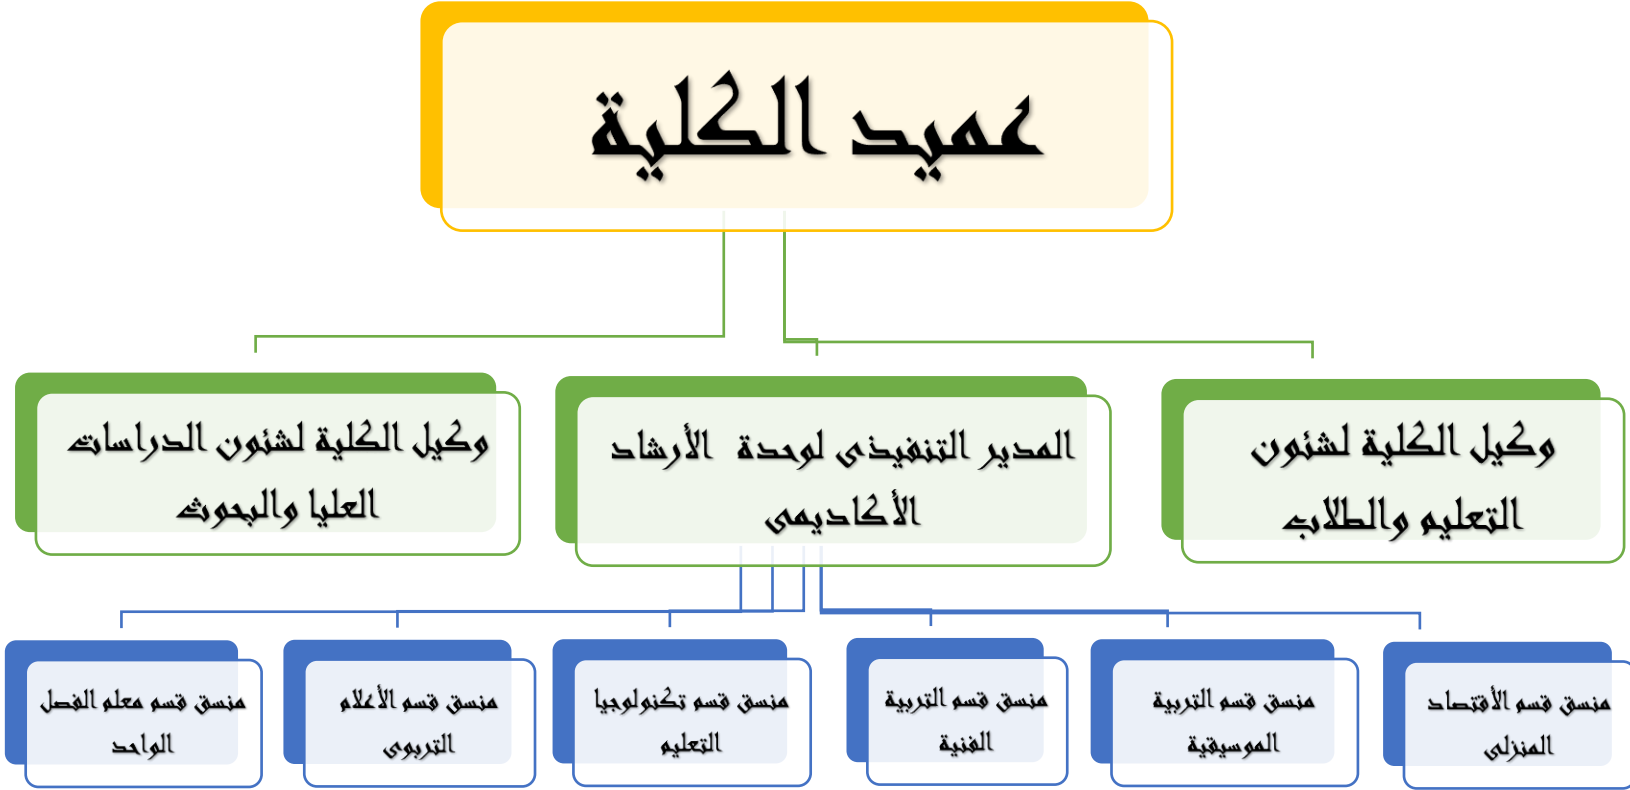 عميد الكلية
وكيل الكلية لشئون
التعليم والطلاب
المدير التنفيذى لوحدة الأرشاد
الأكاديمى
وكيل الكلية لشئون الدراسات
العليا والبحوث
منسق قسم الأقتصاد
المنزلى
منسق قسم التربية
الموسيقية
منسق قسم التربية
الفنية
منسق قسم تكنولوجيا
التعليم
منسق قسم الأعلام
التربوى
منسق قسم معلم الفصل
الواحد